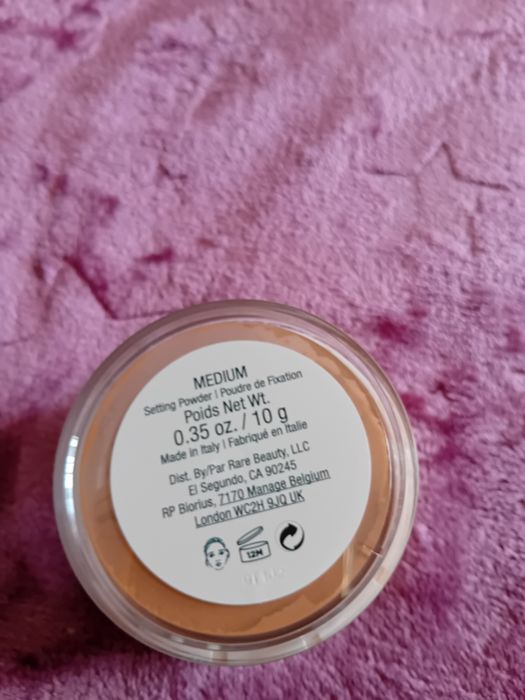 MEDIUM
Setting Powder | Poudre de Fixation
Poids Net Wt.
0.35 oz. / 10 g
Made in Italy | Fabriqué en Italie
Dist. By/Par Rare Beauty, LLC
El Segundo, CA 90245
RP Biorius, 7170 Manage Belgium
London WC2H 9JQ UK
12M